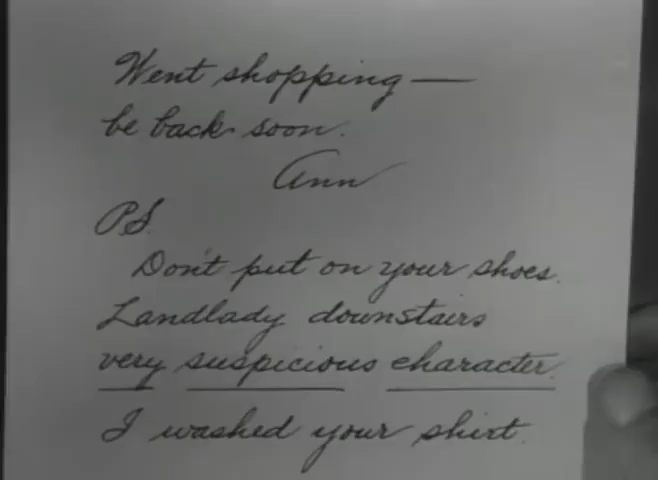 Went shopping —
be back soon.
Ann
P.S.
Don't put on your shoes.
Landlady downstairs
very suspicious character.
I washed your shirt.